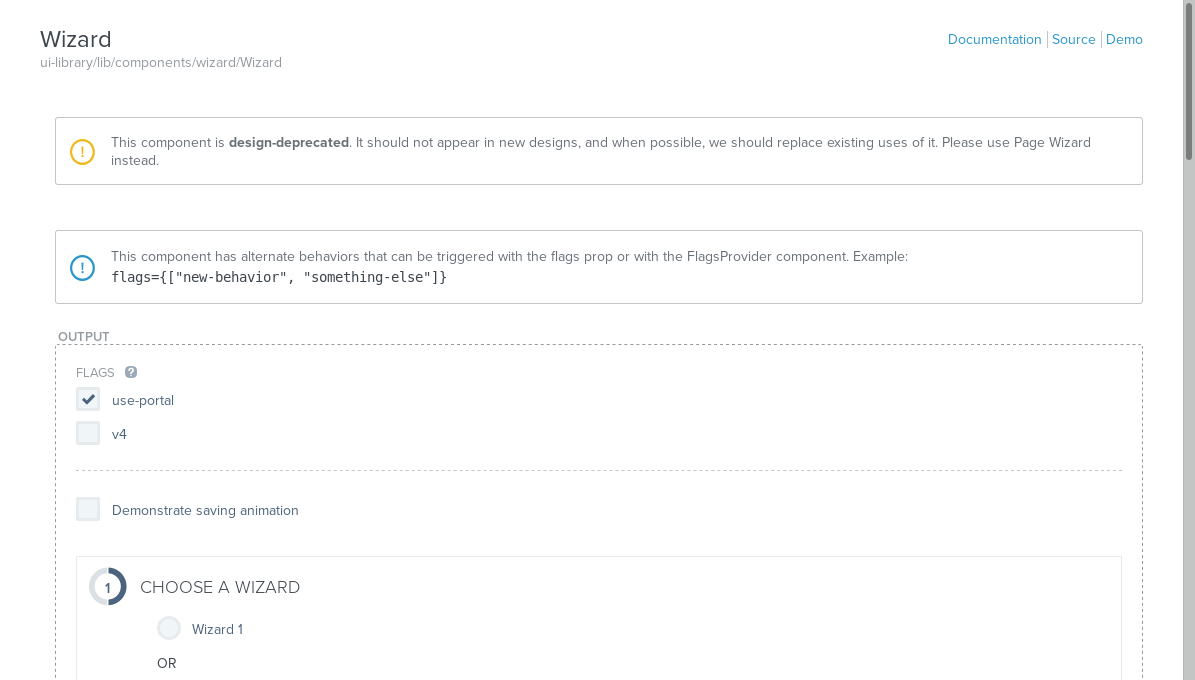 Wizard
Documentation Source Demo
ui-library/lib/components/wizard/Wizard
This component is design-deprecated. It should not appear in new designs, and when possible, we should replace existing uses of it. Please use Page Wizard
instead.
This component has alternate behaviors that can be triggered with the flags prop or with the FlagsProvider component. Example:
flags={["new-behavior", "something-else"]}
OUTPUT
FLAGS ?
use-portal
v4
Demonstrate saving animation
1 CHOOSE A WIZARD
Wizard 1
OR